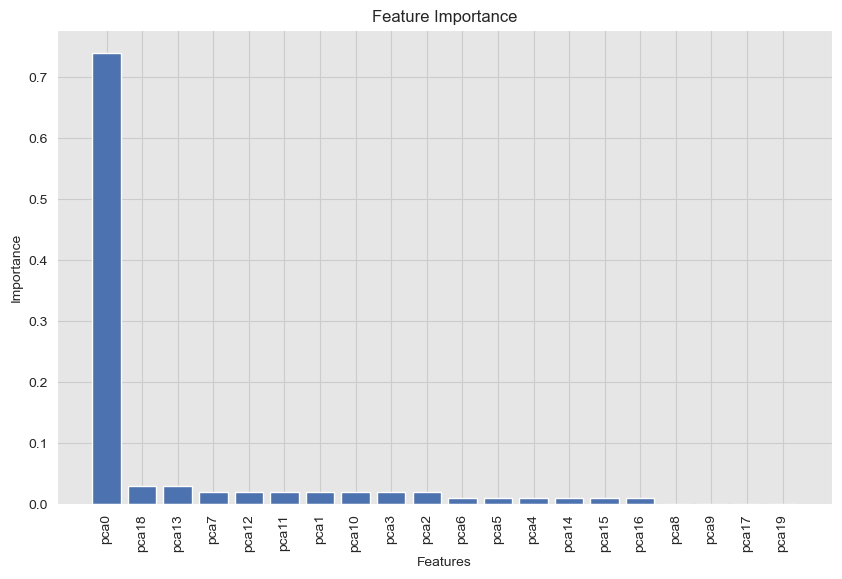 Feature Importance
Importance
0.7
0.6
0.5
0.4
0.3
0.2
0.1
0.0
pca0
pca18
pca13
pca7
pca12
pca11
pca1
pca10
pca3
pca2
pca6
pca5
pca4
pca14
pca15
pca16
pca8
pca9
pca17
pca19
Features